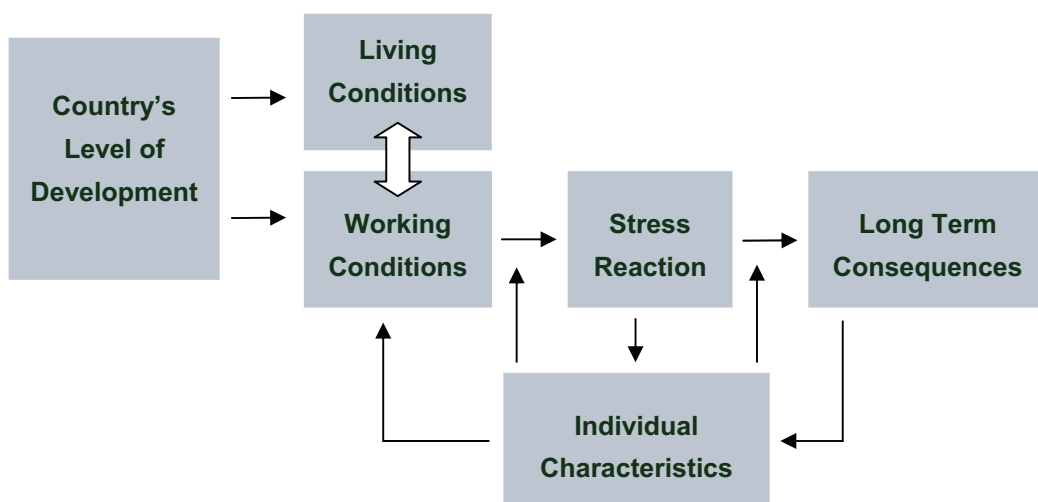 Country’s
Level of
Development
Living
Conditions
Working
Conditions
Stress
Reaction
Long Term
Consequences
Individual
Characteristics